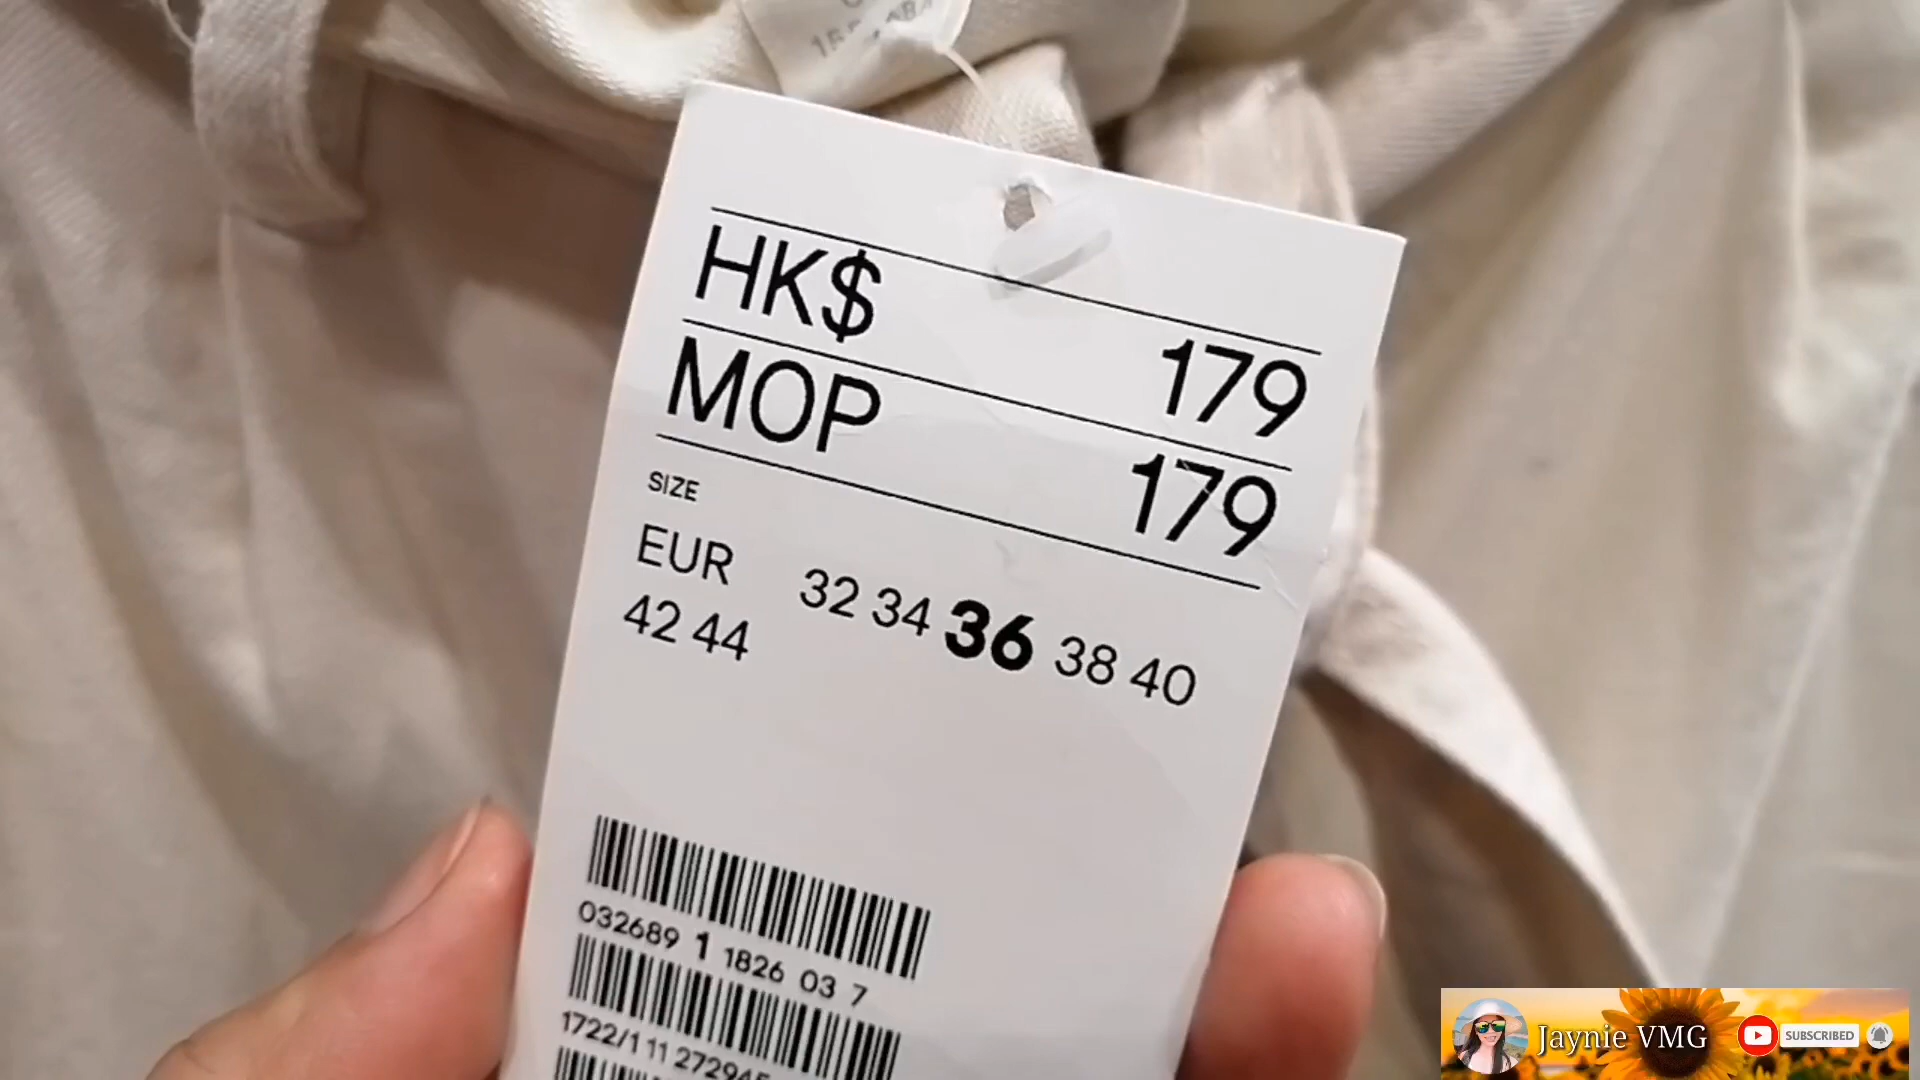 HK$ 179
MOP 179
SIZE
EUR 32 34 36 38 40
42 44
032689 1 1826 03 7
1722/1 11
Jaynie VMG
SUBSCRIBED